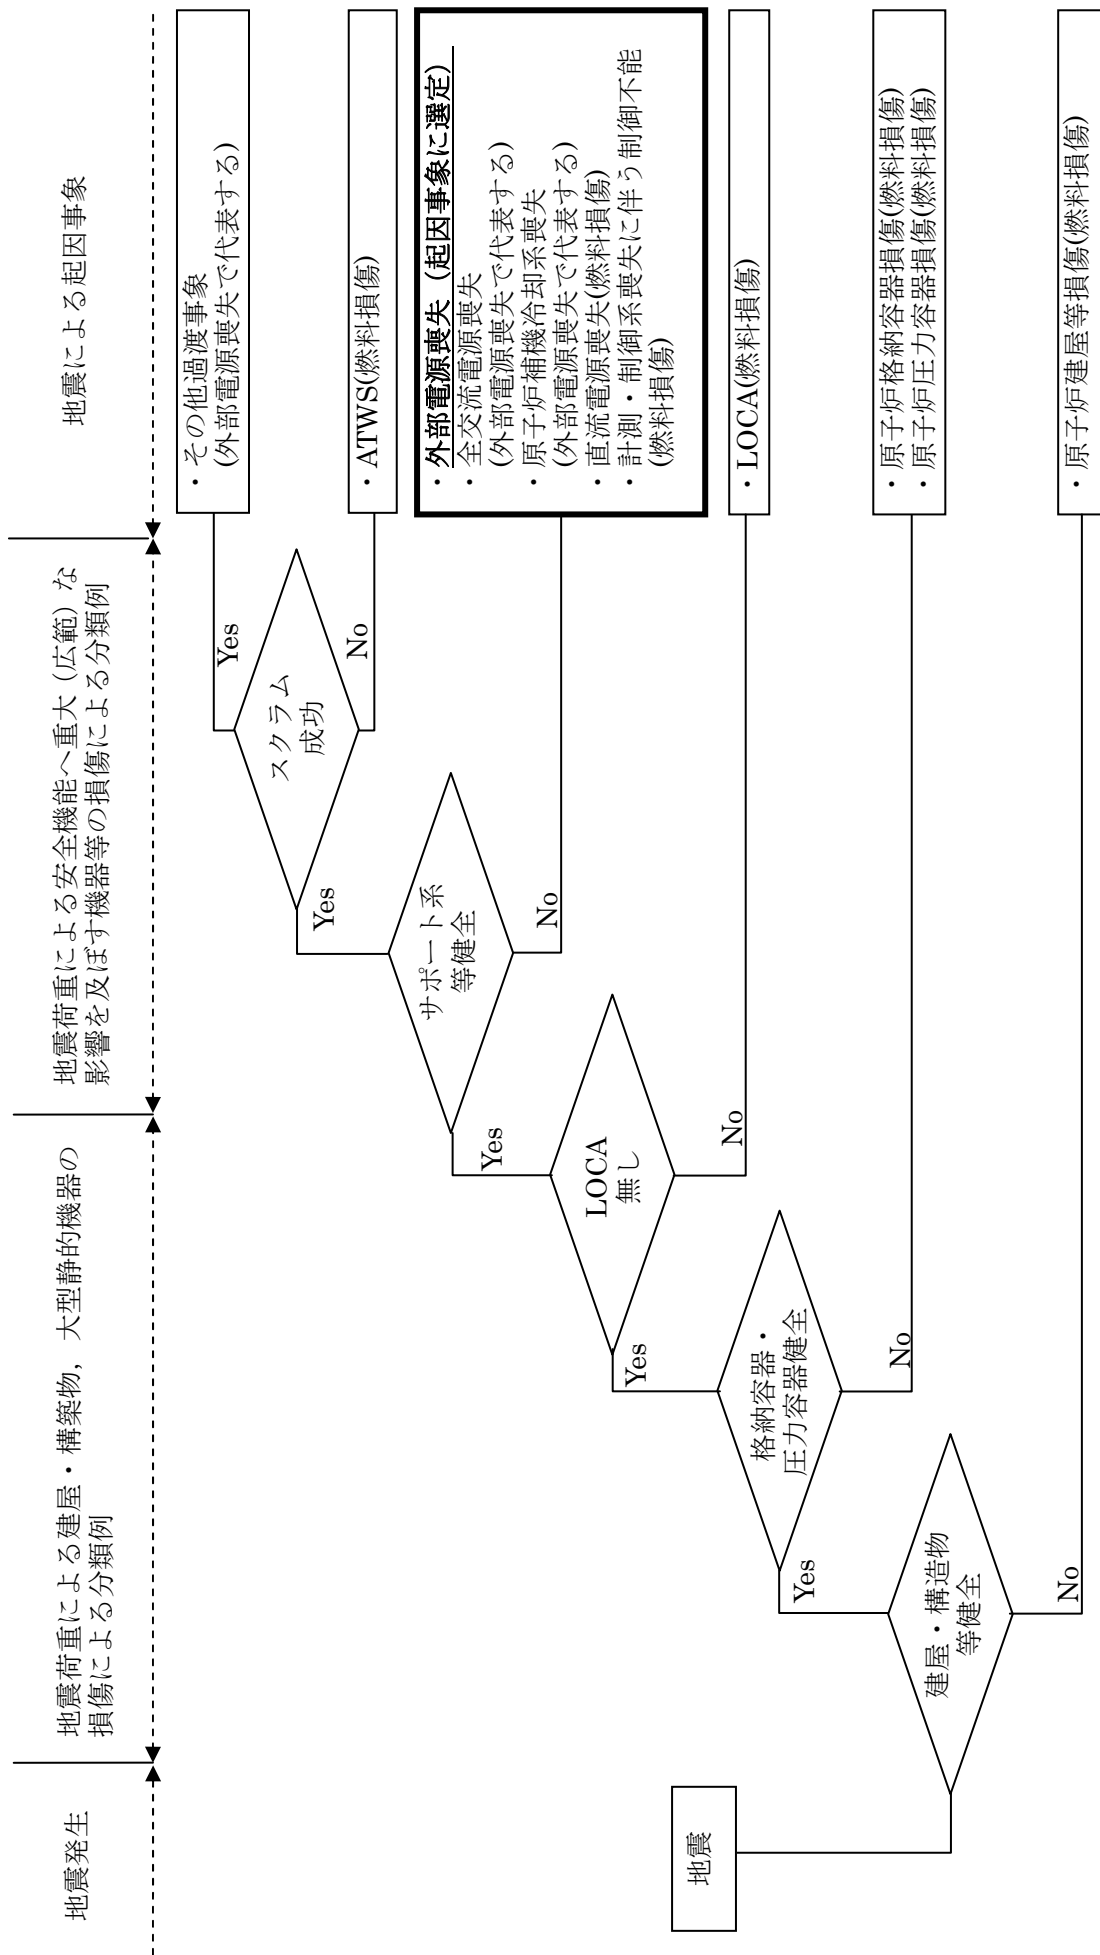 地震発生
地震荷重による建屋・構築物，大型静的機器の
損傷による分類例
地震荷重による安全機能へ重大（広範）な
影響を及ぼす機器等の損傷による分類例
地震による起因事象
地震
建屋・構造物
等健全
Yes
No
格納容器・
圧力容器健全
Yes
No
LOCA
無し
Yes
No
サポート系
等健全
Yes
No
スクラム
成功
Yes
No
・その他過渡事象
(外部電源喪失で代表する)
・ATWS(燃料損傷)
・外部電源喪失（起因事象に選定)
・全交流電源喪失
(外部電源喪失で代表する)
・原子炉補機冷却系喪失
(外部電源喪失で代表する)
・直流電源喪失(燃料損傷)
・計測・制御系喪失に伴う制御不能
(燃料損傷)
・LOCA(燃料損傷)
・原子炉格納容器損傷(燃料損傷)
・原子炉圧力容器損傷(燃料損傷)
・原子炉建屋等損傷(燃料損傷)